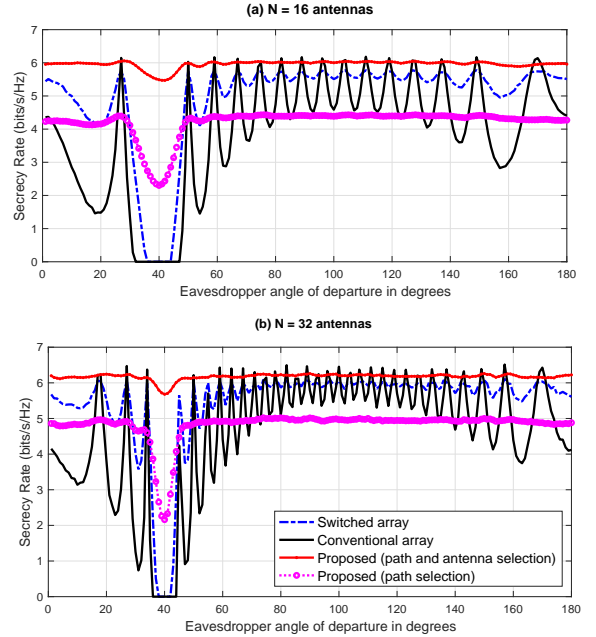 (a) N = 16 antennas
Secrecy Rate (bits/s/Hz)
7
6
5
4
3
2
1
0
0 20 40 60 80 100 120 140 160 180
Eavesdropper angle of departure in degrees
(b) N = 32 antennas
Secrecy Rate (bits/s/Hz)
7
6
5
4
3
2
1
0
Switched array
Conventional array
Proposed (path and antenna selection)
Proposed (path selection)
0 20 40 60 80 100 120 140 160 180
Eavesdropper angle of departure in degrees